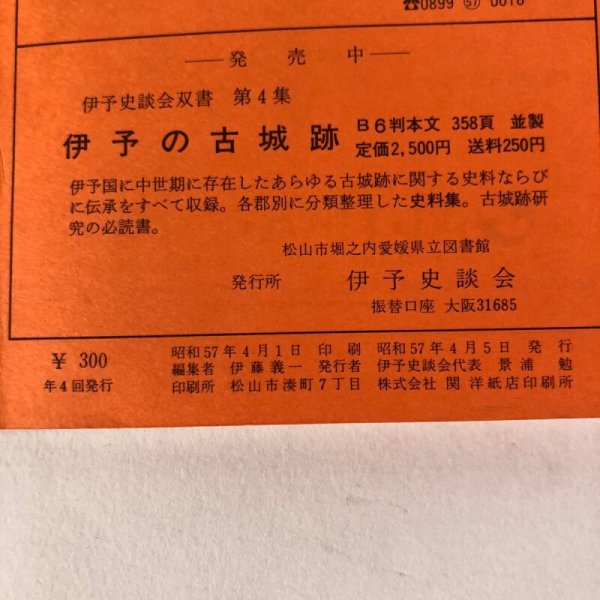 ☎0899 ㊼ 0016
―― 発 売 中 ――
伊予史談会双書 第4集
伊予の古城跡
B6判本文 358頁 並製
定価2,500円 送料250円
伊予国に中世期に存在したあらゆる古城跡に関する史料ならび
に伝承をすべて収録。各郡別に分類整理した史料集。古城跡研
究の必読書。
松山市堀之内愛媛県立図書館
発行所 伊予史談会
振替口座 大阪31685
¥ 300
年4回発行
昭和57年4月1日 印 刷 昭和57年4月5日 発 行
編集者 伊藤義一 発行者 伊予史談会代表 景浦 勉
印刷所 松山市湊町7丁目 株式会社 関洋紙店印刷所